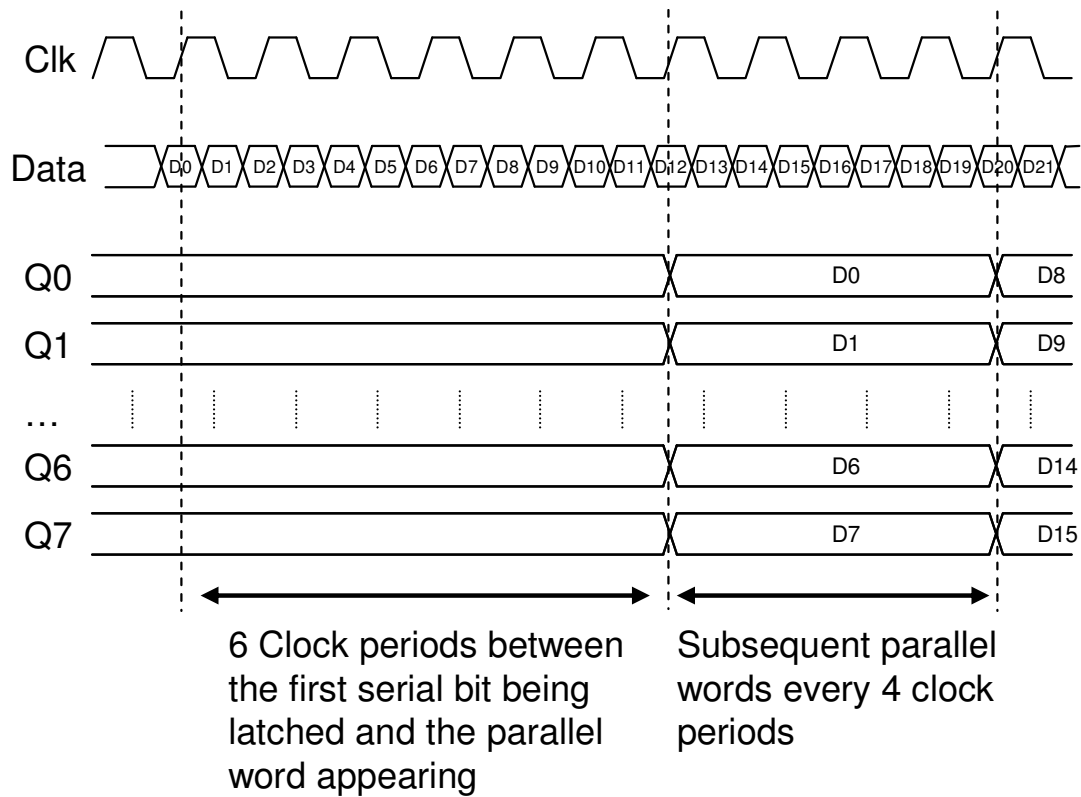 Clk
Data D0 D1 D2 D3 D4 D5 D6 D7 D8 D9 D10 D11 D12 D13 D14 D15 D16 D17 D18 D19 D20 D21
Q0 D0 D8
Q1 D1 D9
...
Q6 D6 D14
Q7 D7 D15
6 Clock periods between
the first serial bit being
latched and the parallel
word appearing
Subsequent parallel
words every 4 clock
periods